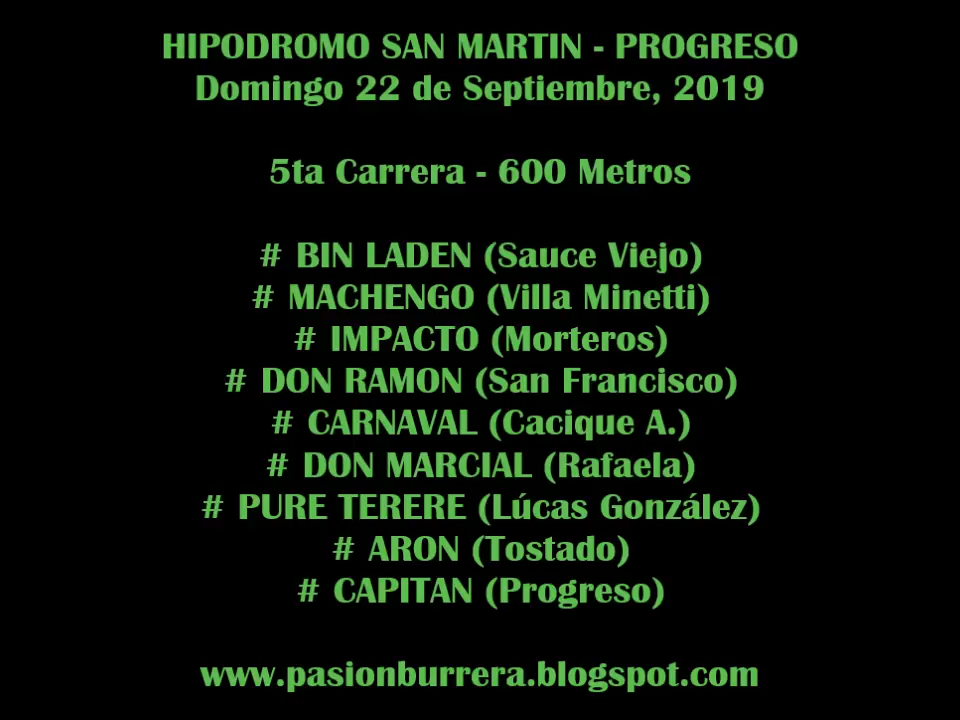 HIPODROMO SAN MARTIN - PROGRESO
Domingo 22 de Septiembre, 2019
5ta Carrera - 600 Metros
# BIN LADEN (Sauce Viejo)
# MACHENGO (Villa Minetti)
# IMPACTO (Morteros)
# DON RAMON (San Francisco)
# CARNAVAL (Cacique A.)
# DON MARCIAL (Rafaela)
# PURE TERERE (Lúcas González)
# ARON (Tostado)
# CAPITAN (Progreso)
www.pasionburrera.blogspot.com